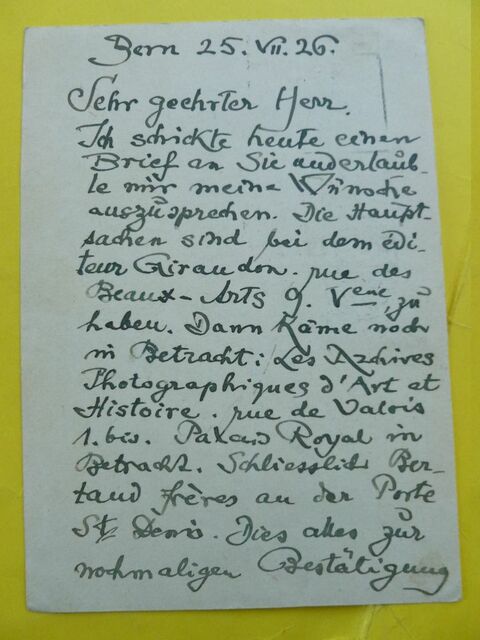 Bern 25. VII. 26.
Sehr geehrter Herr.
Ich schickte heute einen
Brief an Sie und erlaub-
te mir meine Wünsche
auszusprechen. Die Haupt-
sachen sind bei dem édi-
teur Giraudon. rue des
Beaux-Arts 9. zu
haben. Dann käme noch
in Betracht: Les Archives
Photographiques d'Art et
Histoire. rue de Valois
1. bis. Palais Royal in
Betracht. Schliesslich Ber-
taud frères an der Porte
St. Denis. Dies alles zur
nochmaligen Bestätigung